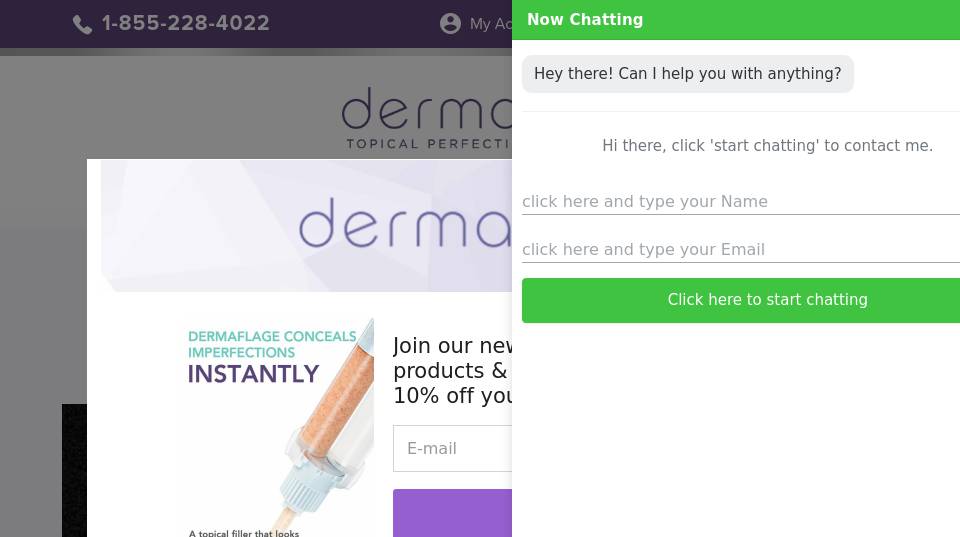 1-855-228-4022
My Ac
Now Chatting
Hey there! Can I help you with anything?
Hi there, click 'start chatting' to contact me.
click here and type your Name
click here and type your Email
Click here to start chatting
derma
TOPICAL PERFECTI
derma
DERMAFLAGE CONCEALS
IMPERFECTIONS
INSTANTLY
A topical filler that looks
Join our new
products &
10% off you
E-mail